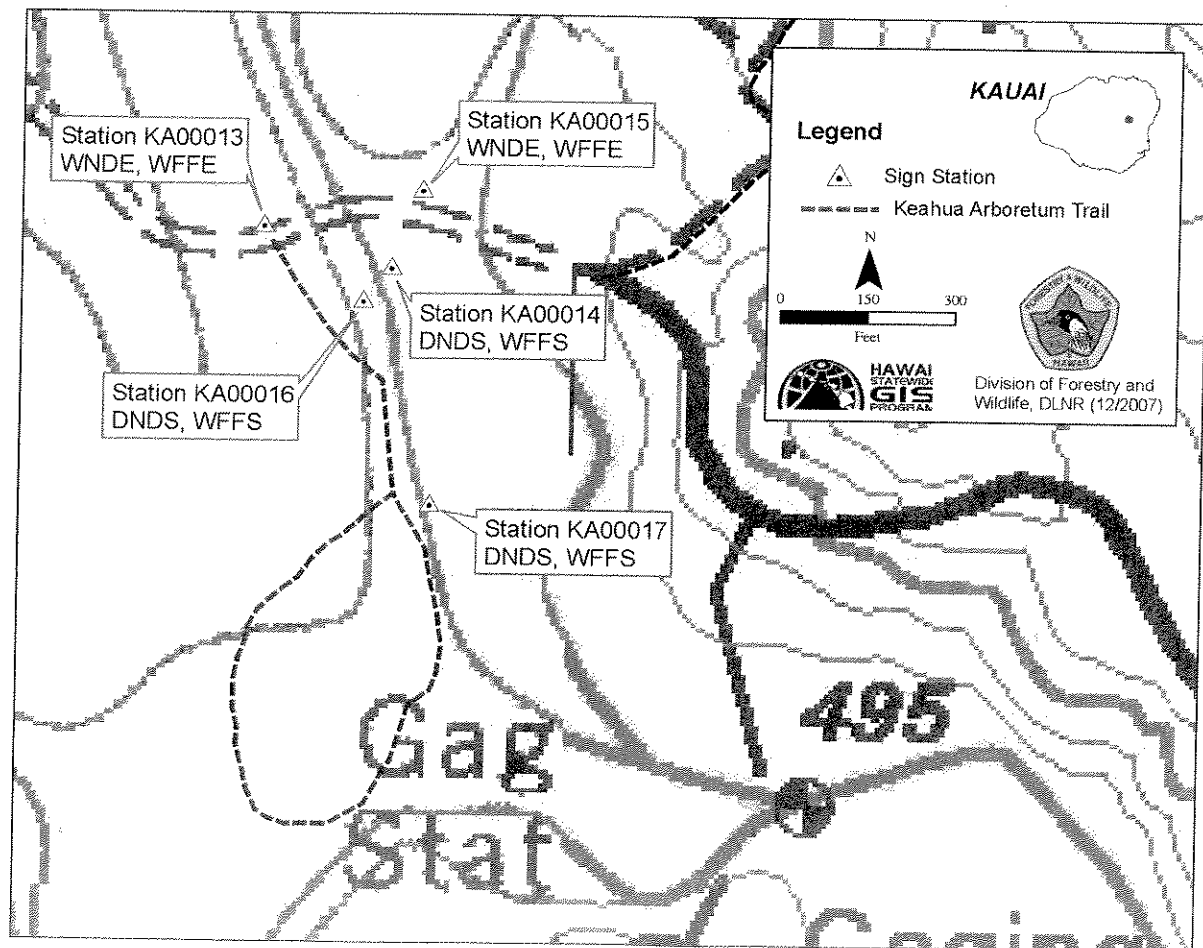 Station KA00013
WNDE, WFFE
Station KA00015
WNDE, WFFE
Station KA00014
DNDS, WFFS
Station KA00016
DNDS, WFFS
Station KA00017
DNDS, WFFS
KAUAI
Legend
Sign Station
Keahua Arboretum Trail
N
0 150 300
Feet
HAWAI
STATEWIDE
GIS
PROGRAM
HAWAII
Division of Forestry and
Wildlife, DLNR (12/2007)
495
Gag
Staf